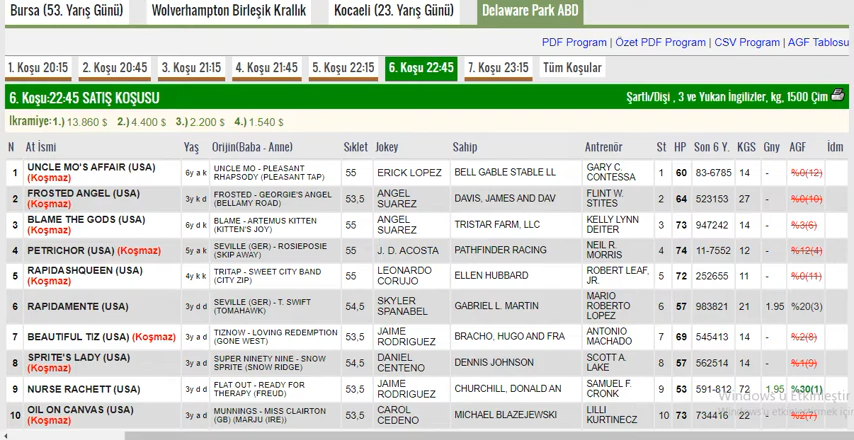 Bursa (53. Yarış Günü) Wolverhampton Birleşik Krallık Kocaeli (23. Yarış Günü) Delaware Park ABD
PDF Program | Özet PDF Program | CSV Program | AGF Tablosu
1. Koşu 20:15 2. Koşu 20:45 3. Koşu 21:15 4. Koşu 21:45 5. Koşu 22:15 6. Koşu 22:45 7. Koşu 23:15 Tüm Koşular
6. Koşu:22:45 SATIŞ KOŞUSU Şartlı/Dişi , 3 ve Yukarı İngilizler, kg, 1500 Çim
İkramiye:1.) 13.860 $ 2.) 4.400 $ 3.) 2.200 $ 4.) 1.540 $
N At İsmi Yaş Orijin(Baba - Anne) Sıklet Jokey Sahip Antrenör St HP Son 6 Y. KGS Gny AGF İdm
1 UNCLE MO'S AFFAIR (USA) (Koşmaz) 6y a k UNCLE MO - PLEASANT RHAPSODY (PLEASANT TAP) 55 ERICK LOPEZ BELL GABLE STABLE LL GARY C. CONTESSA 1 60 83-6785 14 - %0(12)
2 FROSTED ANGEL (USA) (Koşmaz) 3y k d FROSTED - GEORGIE'S ANGEL (BELLAMY ROAD) 53,5 ANGEL SUAREZ DAVIS, JAMES AND DAV FLINT W. STITES 2 64 523153 27 - %0(10)
3 BLAME THE GODS (USA) (Koşmaz) 6y d k BLAME - ARTEMUS KITTEN (KITTEN'S JOY) 55 ANGEL SUAREZ TRISTAR FARM, LLC KELLY LYNN DEITER 3 73 947242 14 - %3(6)
4 PETRICHOR (USA) (Koşmaz) 5y a k SEVILLE (GER) - ROSIEPOSIE (SKIP AWAY) 55 J. D. ACOSTA PATHFINDER RACING NEIL R. MORRIS 4 74 11-7552 12 - %12(4)
5 RAPIDASHQUEEN (USA) (Koşmaz) 4y k k TRITAP - SWEET CITY BAND (CITY ZIP) 55 LEONARDO CORUJO ELLEN HUBBARD ROBERT LEAF, JR. 5 72 252655 11 - %0(11)
6 RAPIDAMENTE (USA) 3y d d SEVILLE (GER) - T. SWIFT (TOMAHAWK) 54,5 SKYLER SPANABEL GABRIEL L. MARTIN MARIO ROBERTO LOPEZ 6 57 983821 21 1.95 %20(3)
7 BEAUTIFUL TIZ (USA) (Koşmaz) 3y d d TIZNOW - LOVING REDEMPTION (GONE WEST) 53,5 JAIME RODRIGUEZ BRACHO, HUGO AND FRA ANTONIO MACHADO 7 69 545413 14 - %2(8)
8 SPRITE'S LADY (USA) (Koşmaz) 3y a d SUPER NINETY NINE - SNOW SPRITE (SNOW RIDGE) 54,5 DANIEL CENTENO DENNIS JOHNSON SCOTT A. LAKE 8 57 562514 14 - %1(9)
9 NURSE RACHETT (USA) 3y d d FLAT OUT - READY FOR THERAPY (FREUD) 53,5 JAIME RODRIGUEZ CHURCHILL, DONALD AN SAMUEL F. CRONK 9 53 591-812 72 1.95 %30(1)
Windows'u Etkinleştir
10 OIL ON CANVAS (USA) (Koşmaz) 3y a d MUNNINGS - MISS CLAIRTON (GB) (MARJU (IRE)) 53,5 CAROL CEDENO MICHAEL BLAZEJEWSKI LILLI KURTINECZ 10 73 734416 22 - %2(7)
Windows'u etkinleştirmek için